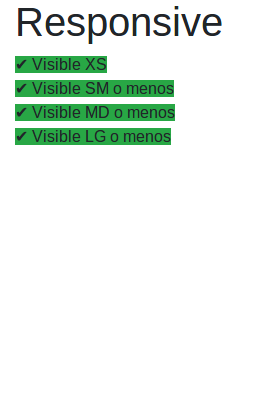 Responsive
✔ Visible XS
✔ Visible SM o menos
✔ Visible MD o menos
✔ Visible LG o menos